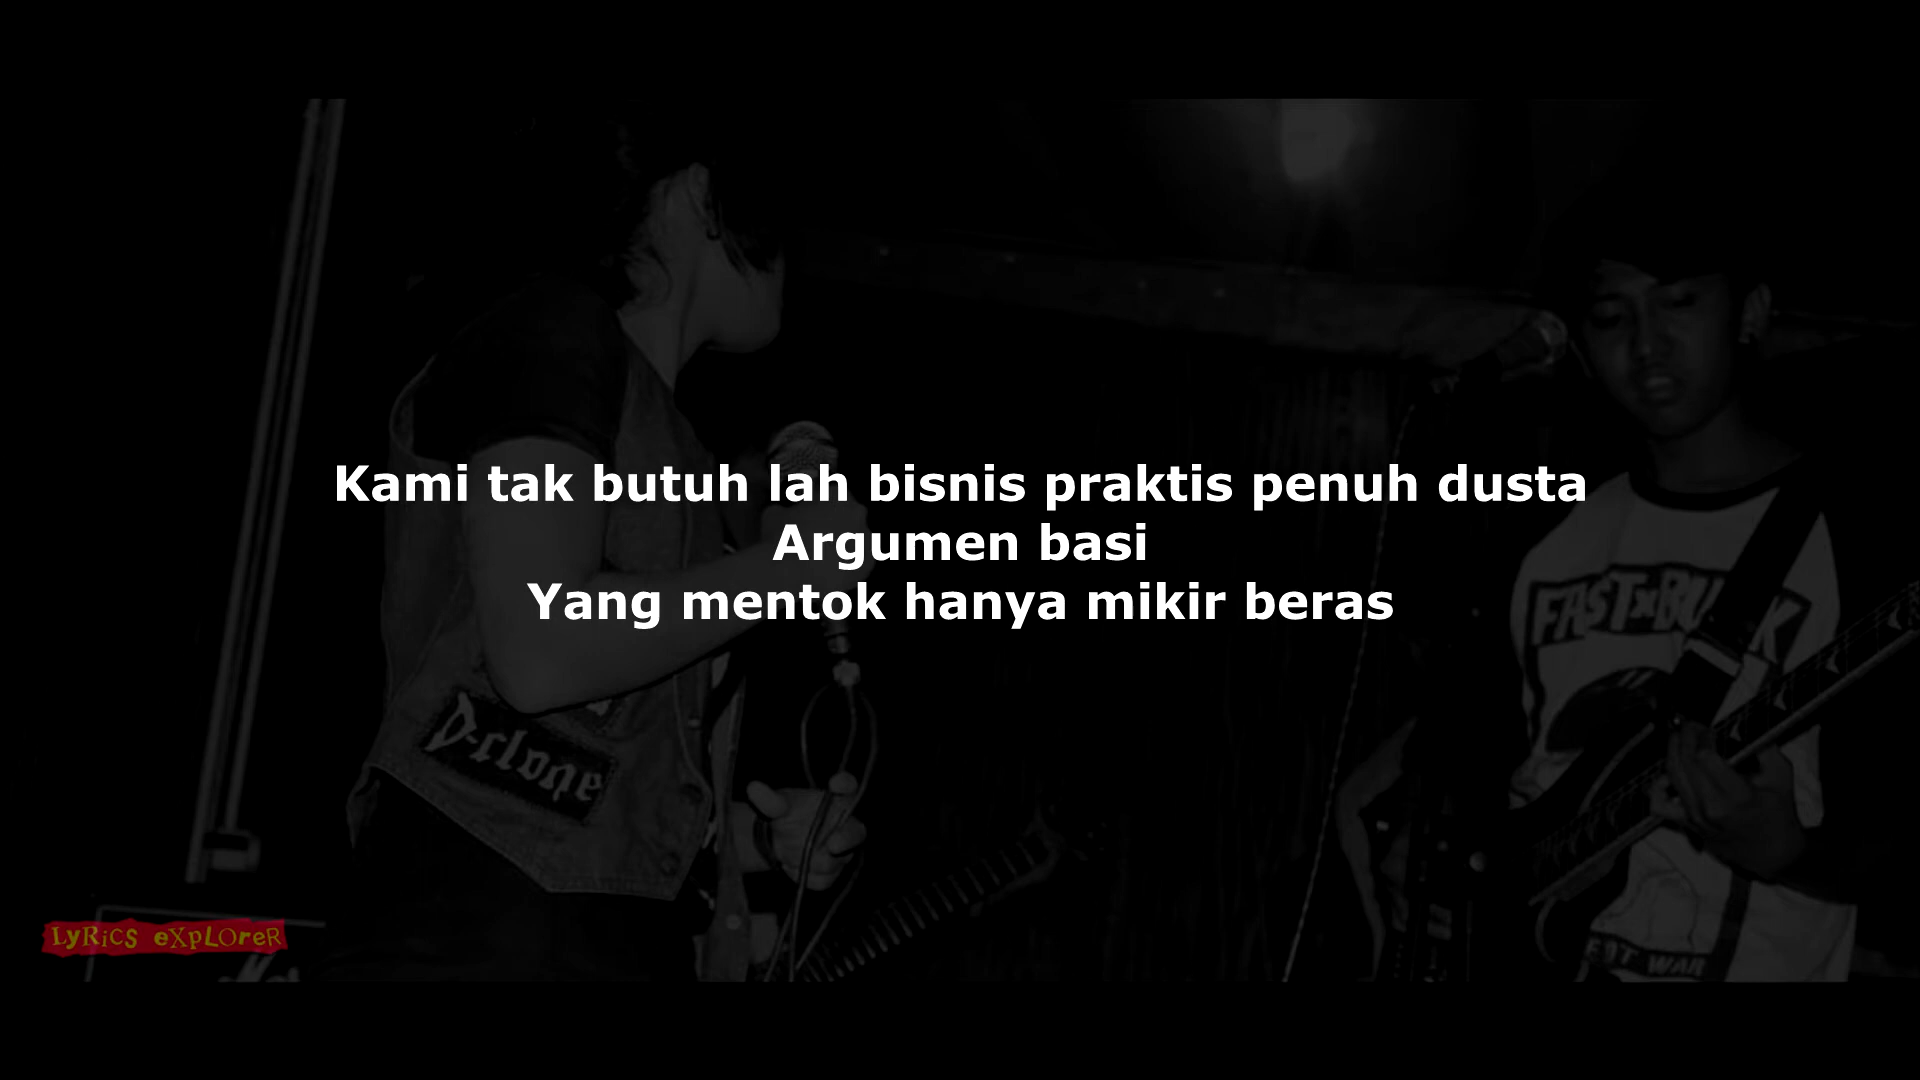 Kami tak butuh lah bisnis praktis penuh dusta
Argumen basi
Yang mentok hanya mikir beras
D-clone
LyRiCS eXpLOreR